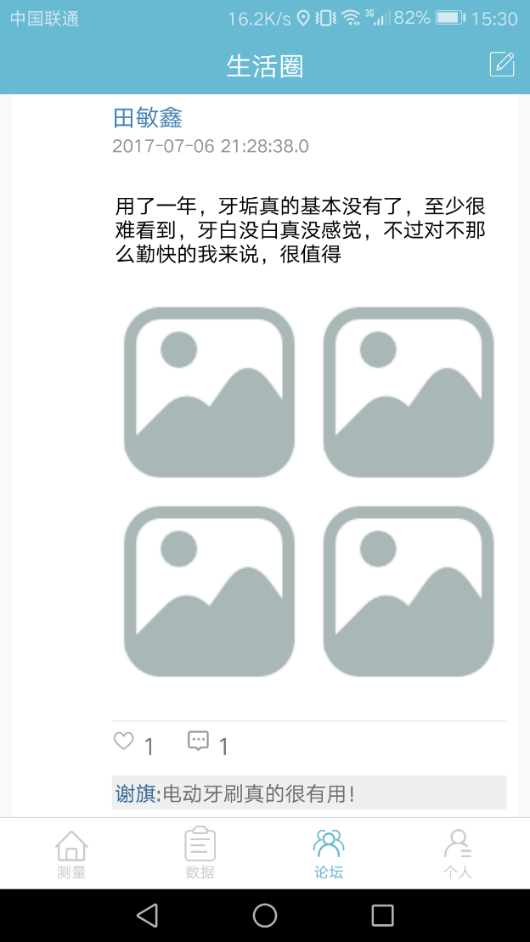 中国联通 16.2K/s 3G 82% 15:30
生活圈
田敏鑫
2017-07-06 21:28:38.0
用了一年，牙垢真的基本没有了，至少很
难看到，牙白没白真没感觉，不过对不那
么勤快的我来说，很值得
1 1
谢旗:电动牙刷真的很有用！
测量 数据 论坛 个人